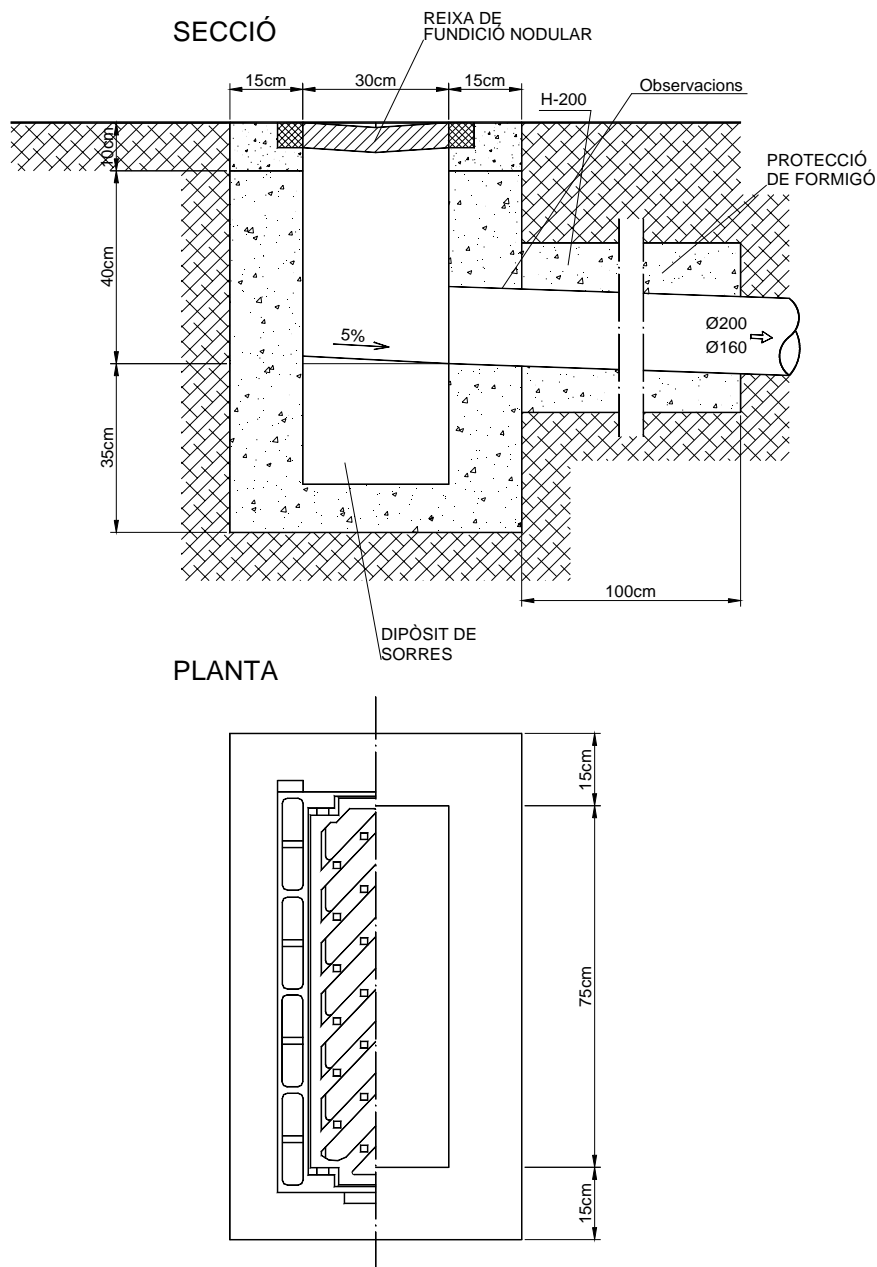 SECCIÓ
REIXA DE
FUNDICIÓ NODULAR
15cm
30cm
15cm
Observacions
H-200
10cm
PROTECCIÓ
DE FORMIGÓ
40cm
5%
Ø200
Ø160
35cm
100cm
DIPÒSIT DE
SORRES
PLANTA
15cm
75cm
15cm